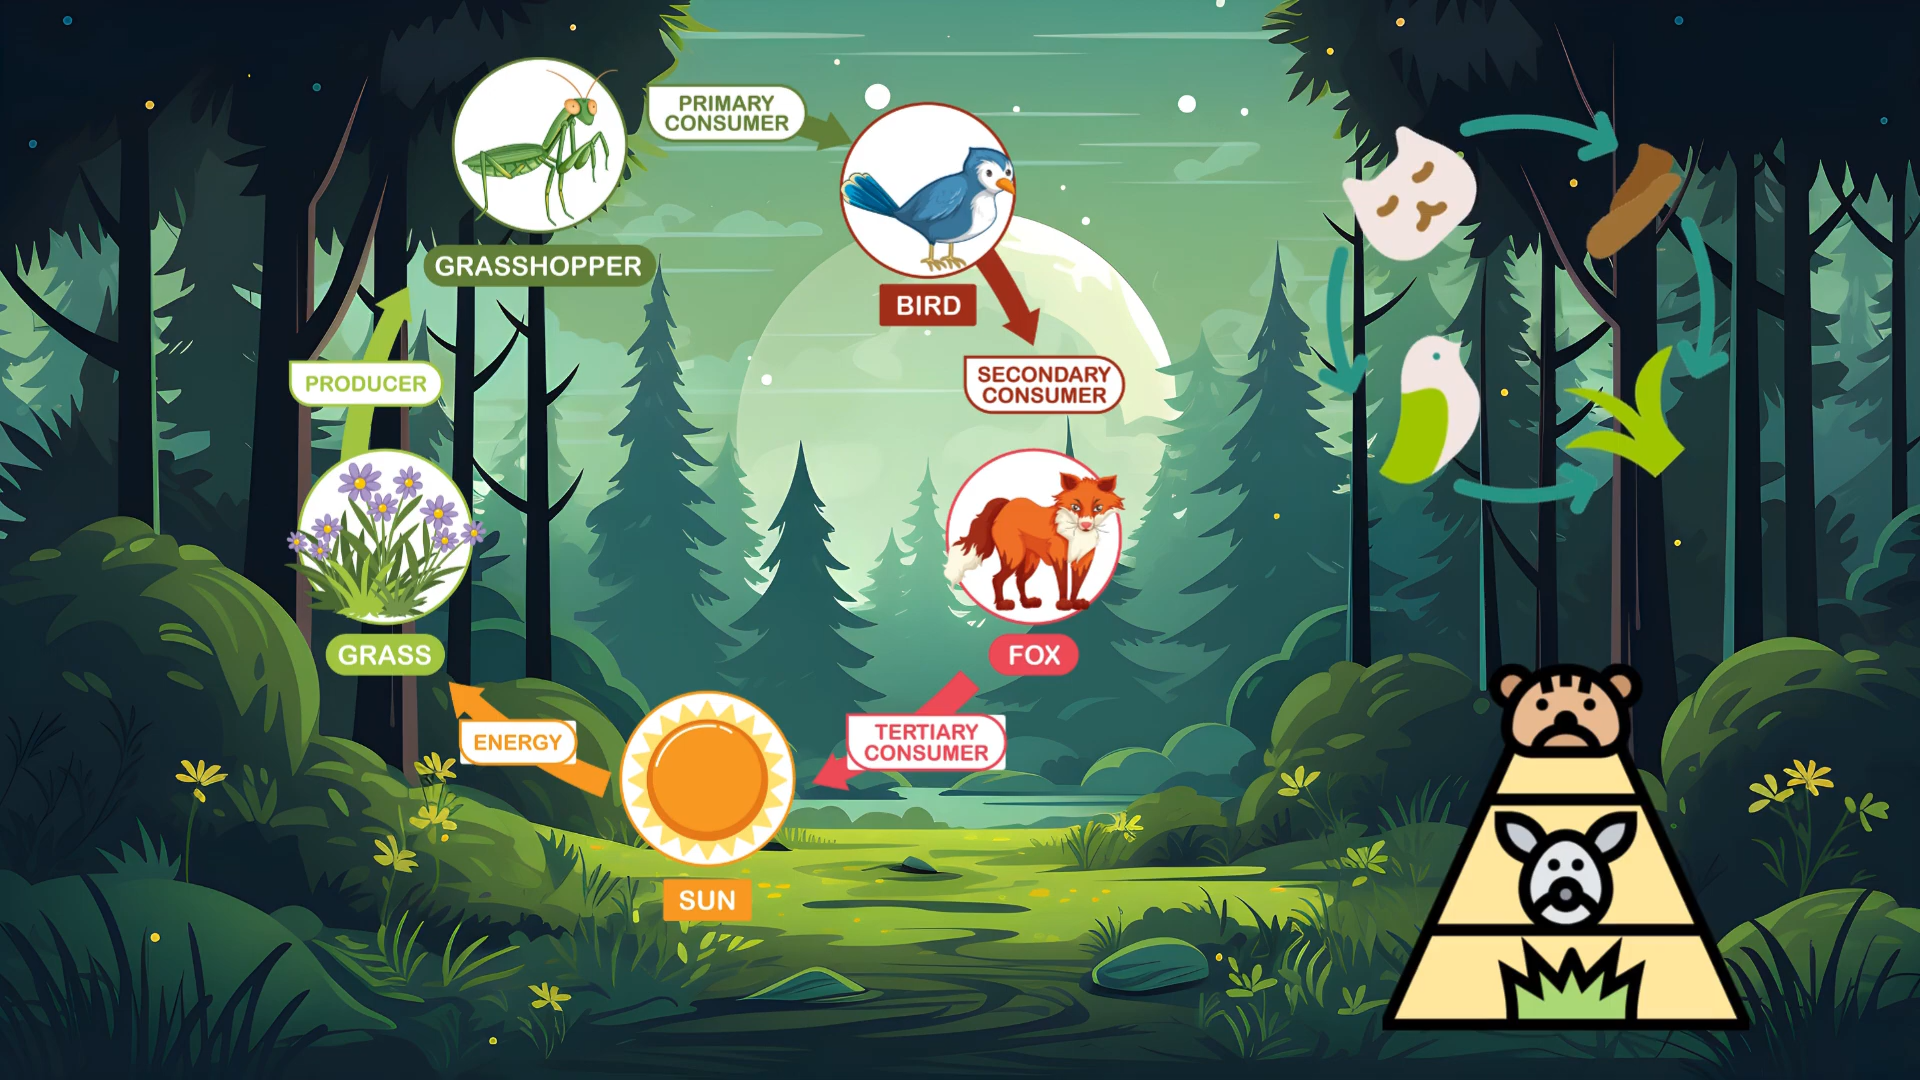 PRIMARY
CONSUMER
GRASSHOPPER
BIRD
PRODUCER
SECONDARY
CONSUMER
GRASS
FOX
ENERGY
TERTIARY
CONSUMER
SUN